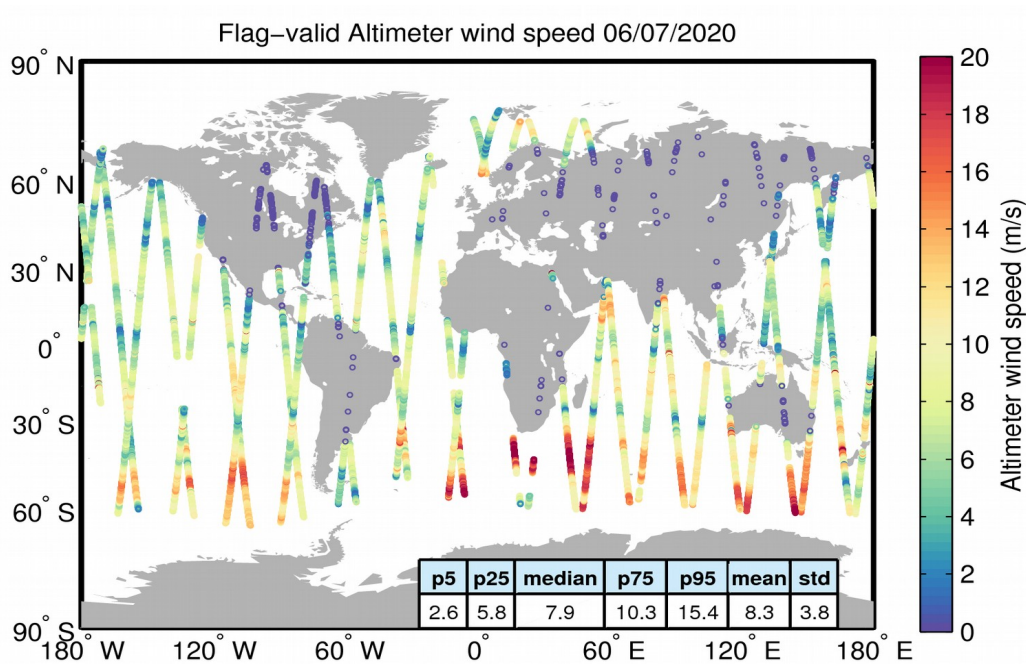 Flag−valid Altimeter wind speed 06/07/2020
90° N
60° N
30° N
0°
30° S
60° S
90° S
180° W
120° W
60° W
0°
60° E
120° E
180° E
p5 p25 median p75 p95 mean std
2.6 5.8 7.9 10.3 15.4 8.3 3.8
20
18
16
14
12
10
8
6
4
2
0
Altimeter wind speed (m/s)